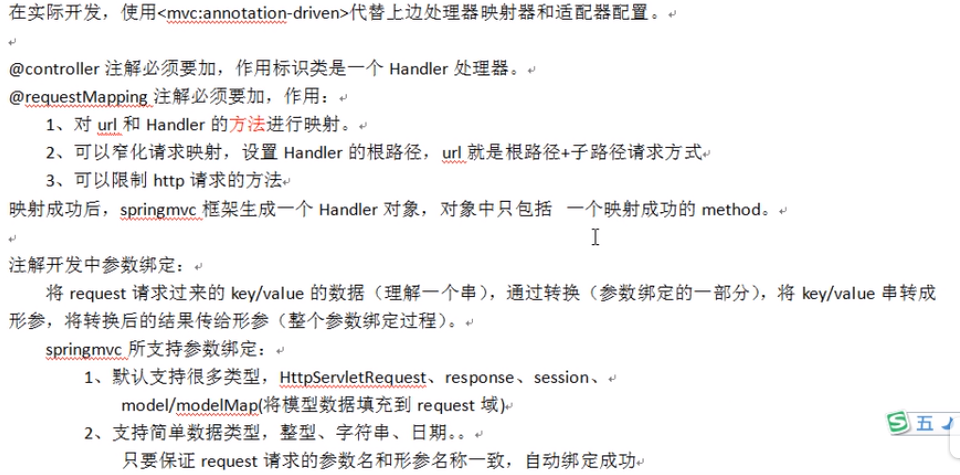 在实际开发，使用<mvc:annotation-driven>代替上边处理器映射器和适配器配置。
@controller 注解必须要加，作用标识类是一个 Handler 处理器。
@requestMapping 注解必须要加，作用：
1、对 url 和 Handler 的方法进行映射。
2、可以窄化请求映射，设置 Handler 的根路径，url 就是根路径+子路径请求方式
3、可以限制 http 请求的方法
映射成功后，springmvc 框架生成一个 Handler 对象，对象中只包括 一个映射成功的 method。
注解开发中参数绑定：
将 request 请求过来的 key/value 的数据（理解一个串），通过转换（参数绑定的一部分），将 key/value 串转成
形参，将转换后的结果传给形参（整个参数绑定过程）。
springmvc 所支持参数绑定：
1、默认支持很多类型，HttpServletRequest、response、session、
model/modelMap(将模型数据填充到 request 域)
2、支持简单数据类型，整型、字符串、日期。。
只要保证 request 请求的参数名和形参名称一致，自动绑定成功
S 五